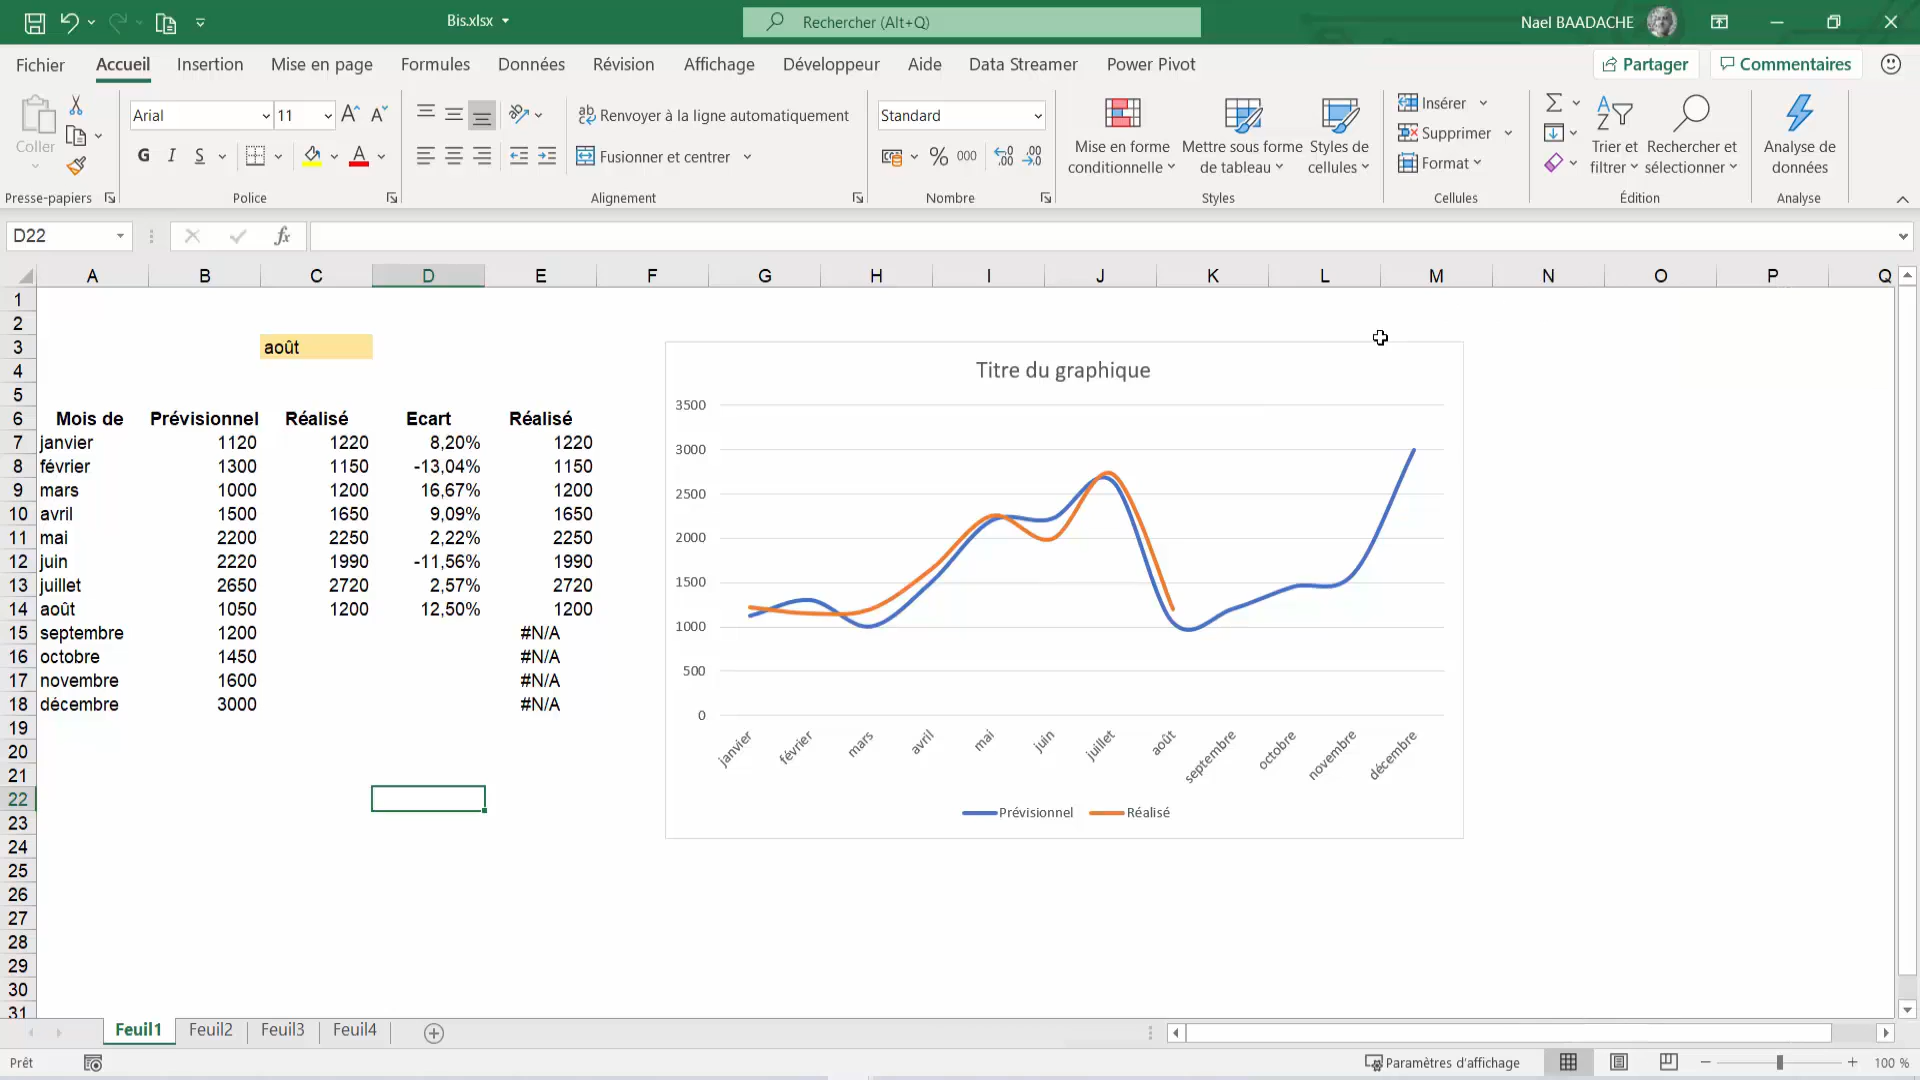 Bis.xlsx
Rechercher (Alt+Q)
Nael BAADACHE
Fichier Accueil Insertion Mise en page Formules Données Révision Affichage Développeur Aide Data Streamer Power Pivot
Partager Commentaires
Coller
Arial 11
G I S A
Renvoyer à la ligne automatiquement
Fusionner et centrer
Standard
% 000
Mise en forme conditionnelle
Mettre sous forme de tableau
Styles de cellules
Insérer
Supprimer
Format
Trier et filtrer
Rechercher et sélectionner
Analyse de données
Presse-papiers Police Alignement Nombre Styles Cellules Édition Analyse
D22 fx
A B C D E F G H I J K L M N O P Q
1
2
3 août
4
5
6 Mois de Prévisionnel Réalisé Ecart Réalisé
7 janvier 1120 1220 8,20% 1220
8 février 1300 1150 -13,04% 1150
9 mars 1000 1200 16,67% 1200
10 avril 1500 1650 9,09% 1650
11 mai 2200 2250 2,22% 2250
12 juin 2220 1990 -11,56% 1990
13 juillet 2650 2720 2,57% 2720
14 août 1050 1200 12,50% 1200
15 septembre 1200 #N/A
16 octobre 1450 #N/A
17 novembre 1600 #N/A
18 décembre 3000 #N/A
19
20
21
22
23
24
25
26
27
28
29
30
31
Titre du graphique
3500
3000
2500
2000
1500
1000
500
0
janvier février mars avril mai juin juillet août septembre octobre novembre décembre
Prévisionnel Réalisé
Feuil1 Feuil2 Feuil3 Feuil4
Prêt
Paramètres d'affichage
100 %